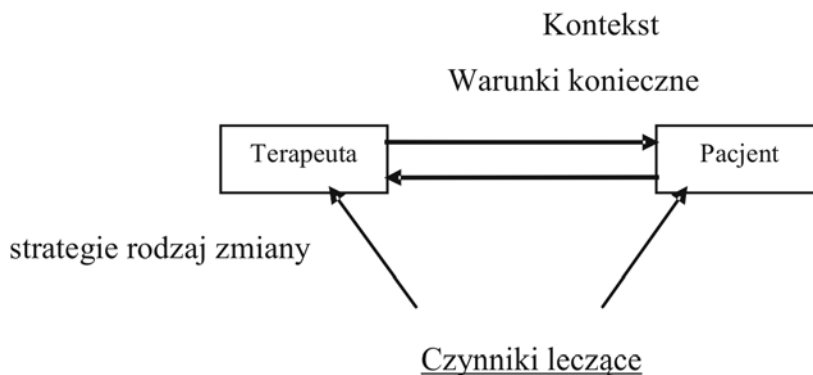 Kontekst
Warunki konieczne
Terapeuta
Pacjent
strategie rodzaj zmiany
Czynniki leczące